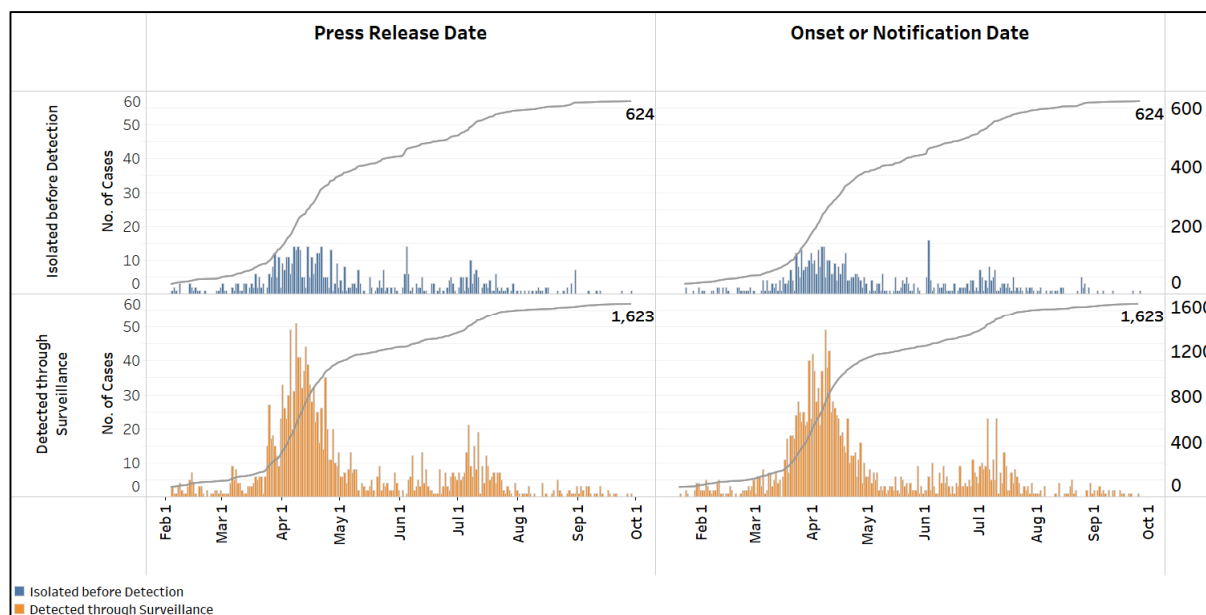 Press Release Date
Onset or Notification Date
Isolated before Detection
No. of Cases
60
50
40
30
20
10
0
624
624
600
400
200
0
Detected through
Surveillance
No. of Cases
60
50
40
30
20
10
0
1,623
1,623
1600
1200
800
400
0
Feb 1
Mar 1
Apr 1
May 1
Jun 1
Jul 1
Aug 1
Sep 1
Oct 1
Feb 1
Mar 1
Apr 1
May 1
Jun 1
Jul 1
Aug 1
Sep 1
Oct 1
Isolated before Detection
Detected through Surveillance